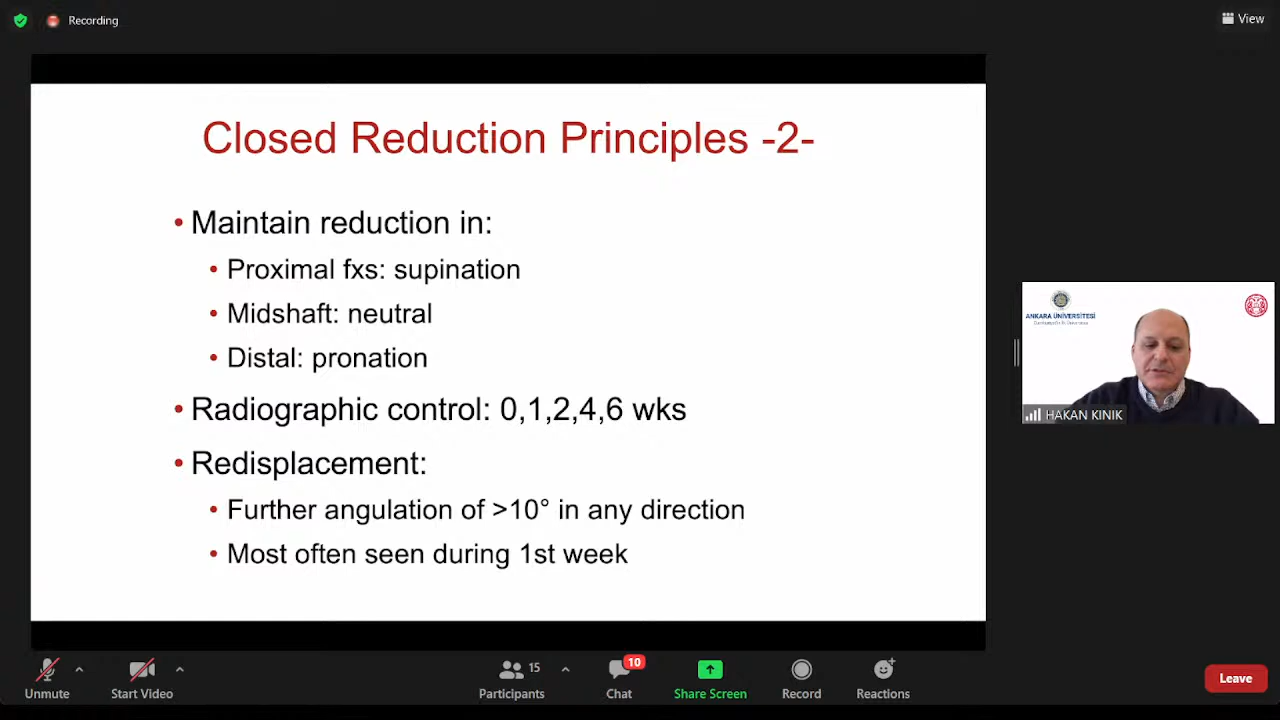 Recording
View
Closed Reduction Principles -2-
• Maintain reduction in:
• Proximal fxs: supination
• Midshaft: neutral
• Distal: pronation
• Radiographic control: 0,1,2,4,6 wks
• Redisplacement:
• Further angulation of >10° in any direction
• Most often seen during 1st week
ANKARA ÜNİVERSİTESİ
HAKAN KINIK
Unmute
Start Video
15
Participants
10
Chat
Share Screen
Record
Reactions
Leave